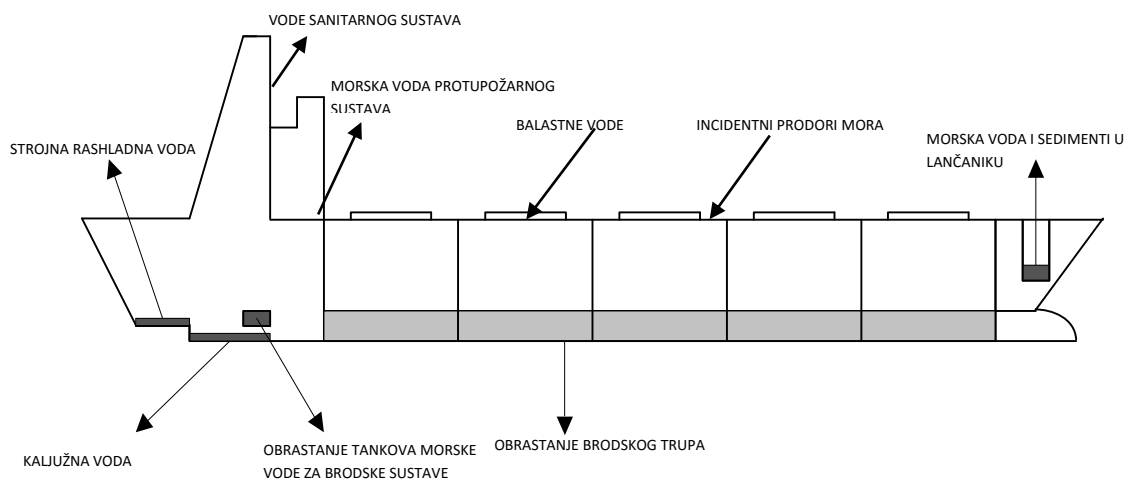 VODE SANITARNOG SUSTAVA
MORSKA VODA PROTUPOŽARNOG
SUSTAVA
BALASTNE VODE
INCIDENTNI PRODORI MORA
MORSKA VODA I SEDIMENTI U
LANČANIKU
STROJNA RASHLADNA VODA
KALJUŽNA VODA
OBRASTANJE TANKOVA MORSKE
VODE ZA BRODSKE SUSTAVE
OBRASTANJE BRODSKOG TRUPA